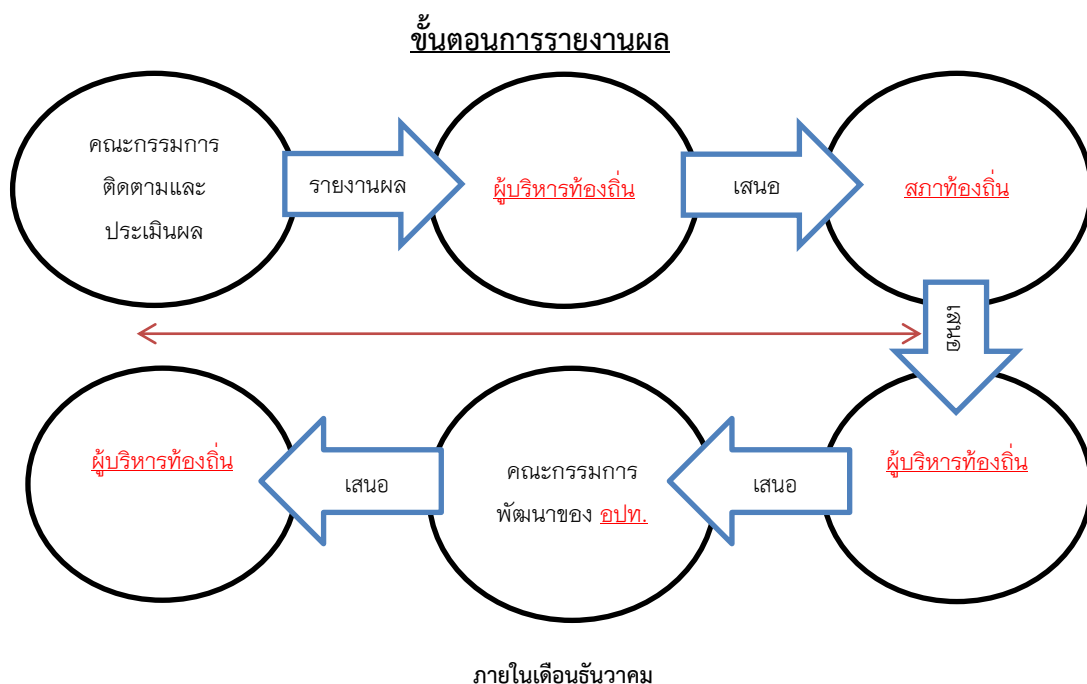 ขั้นตอนการรายงานผล
คณะกรรมการ
ติดตามและ
ประเมินผล
รายงานผล
ผู้บริหารท้องถิ่น
เสนอ
สภาท้องถิ่น
เสนอ
ผู้บริหารท้องถิ่น
เสนอ
คณะกรรมการ
พัฒนาของ อปท.
เสนอ
ผู้บริหารท้องถิ่น
ภายในเดือนธันวาคม